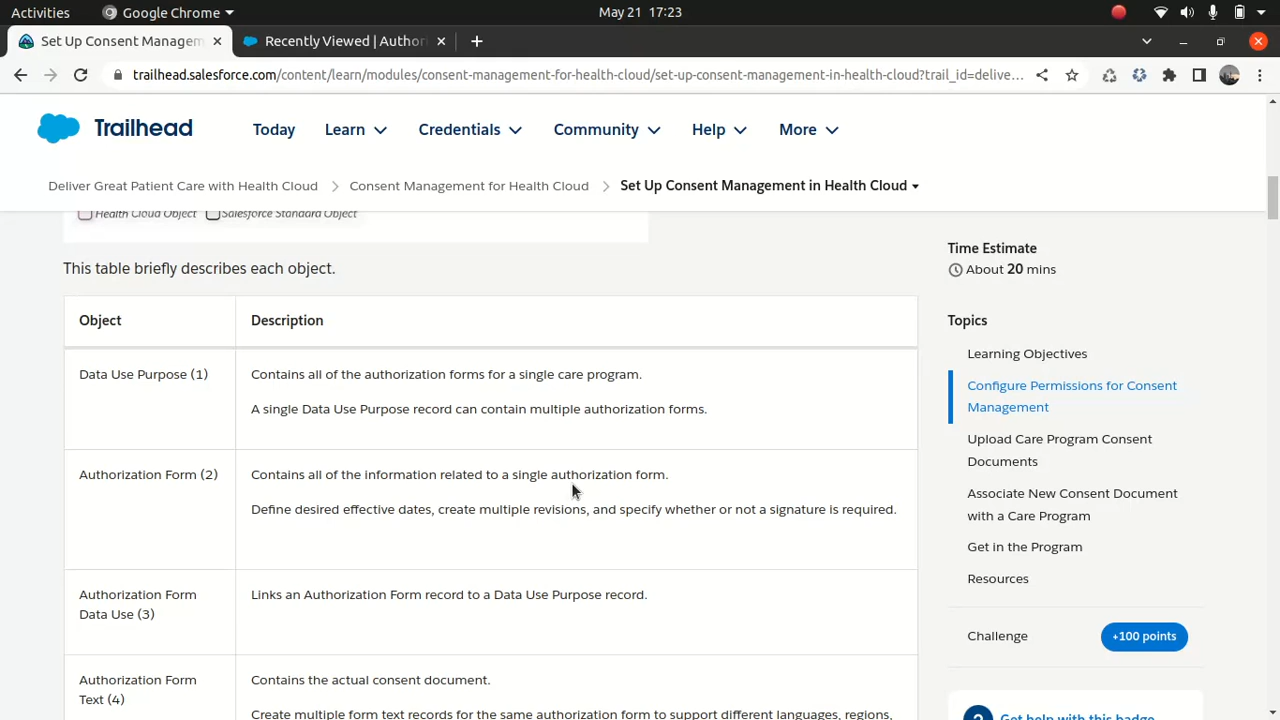 Activities
Google Chrome
May 21 17:23
Set Up Consent Managem
Recently Viewed | Author
trailhead.salesforce.com/content/learn/modules/consent-management-for-health-cloud/set-up-consent-management-in-health-cloud?trail_id=delive…
Trailhead
Today
Learn
Credentials
Community
Help
More
Deliver Great Patient Care with Health Cloud
Consent Management for Health Cloud
Set Up Consent Management in Health Cloud
Health Cloud Object
Salesforce Standard Object
This table briefly describes each object.
Object
Description
Data Use Purpose (1)
Contains all of the authorization forms for a single care program.
A single Data Use Purpose record can contain multiple authorization forms.
Authorization Form (2)
Contains all of the information related to a single authorization form.
Define desired effective dates, create multiple revisions, and specify whether or not a signature is required.
Authorization Form
Data Use (3)
Links an Authorization Form record to a Data Use Purpose record.
Authorization Form
Text (4)
Contains the actual consent document.
Create multiple form text records for the same authorization form to support different languages, regions,
Time Estimate
About 20 mins
Topics
Learning Objectives
Configure Permissions for Consent
Management
Upload Care Program Consent
Documents
Associate New Consent Document
with a Care Program
Get in the Program
Resources
Challenge
+100 points
Get help with this badge